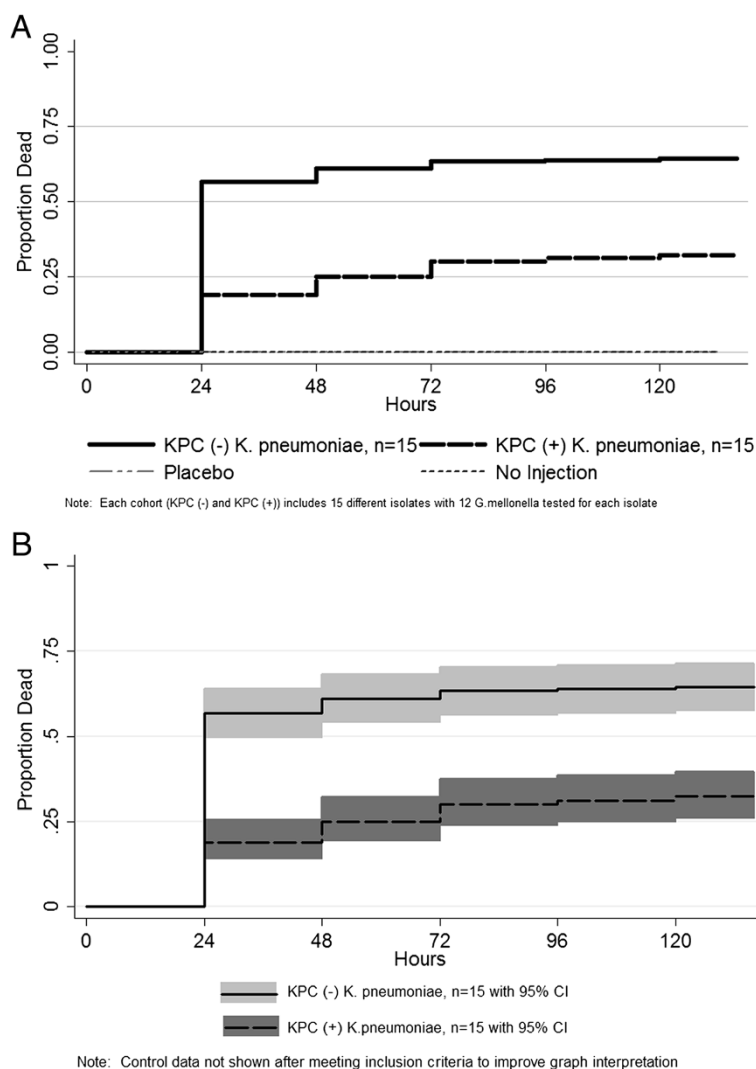 A
Proportion Dead
1.00
0.75
0.50
0.25
0.00
0 24 48 72 96 120
Hours
KPC (-) K. pneumoniae, n=15 KPC (+) K. pneumoniae, n=15
Placebo No Injection
Note: Each cohort (KPC (-) and KPC (+)) includes 15 different isolates with 12 G.mellonella tested for each isolate
B
Proportion Dead
1
.75
.5
.25
0
0 24 48 72 96 120
Hours
KPC (-) K. pneumoniae, n=15 with 95% CI
KPC (+) K.pneumoniae, n=15 with 95% CI
Note: Control data not shown after meeting inclusion criteria to improve graph interpretation